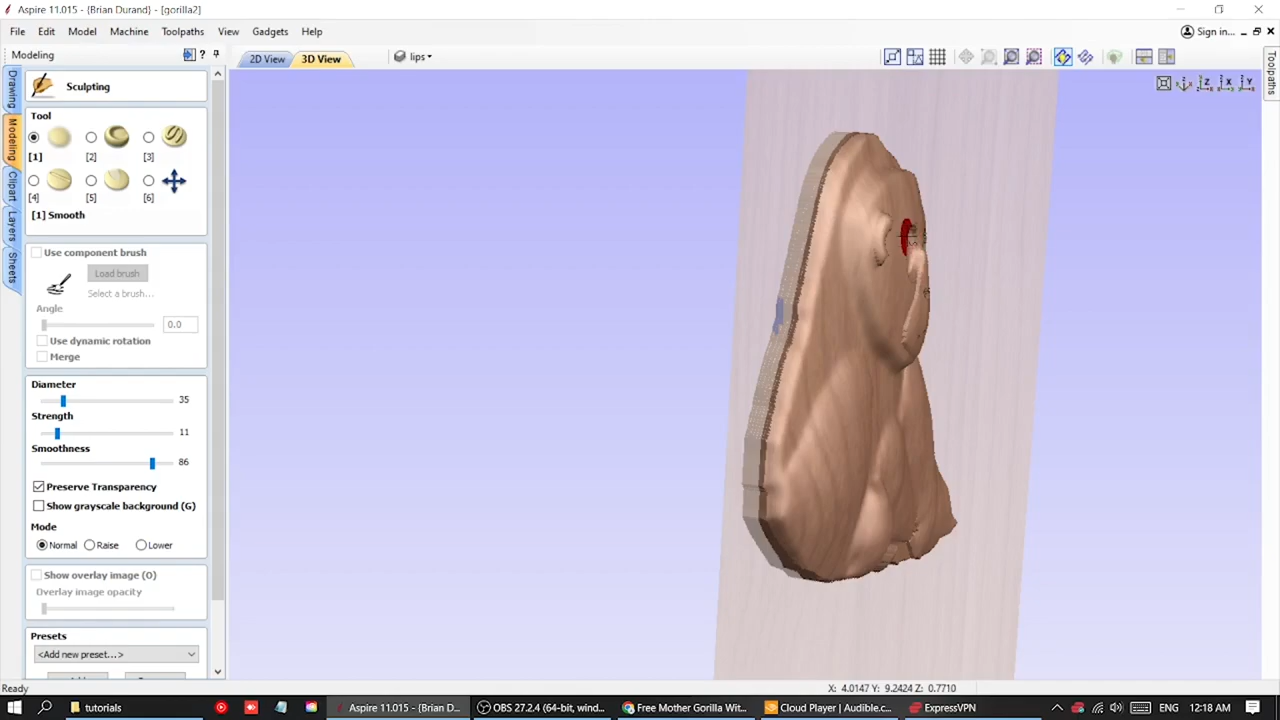 Aspire 11.015 - {Brian Durand} - [gorilla2]
File Edit Model Machine Toolpaths View Gadgets Help
Sign in...
Modeling
?
2D View
3D View
lips
Drawing
Modeling
Clipart
Layers
Sheets
Toolpaths
Z
X
Y
Sculpting
Tool
[1] [2] [3]
[4] [5] [6]
[1] Smooth
Use component brush
Load brush
Select a brush...
Angle
0.0
Use dynamic rotation
Merge
Diameter
35
Strength
11
Smoothness
86
Preserve Transparency
Show grayscale background (G)
Mode
Normal Raise Lower
Show overlay image (O)
Overlay image opacity
Presets
<Add new preset...>
Ready
X: 4.0147 Y: 9.2424 Z: 0.7710
tutorials
Aspire 11.015 - {Brian D...
OBS 27.2.4 (64-bit, wind...
Free Mother Gorilla Wit...
Cloud Player | Audible.c...
ExpressVPN
12:18 AM